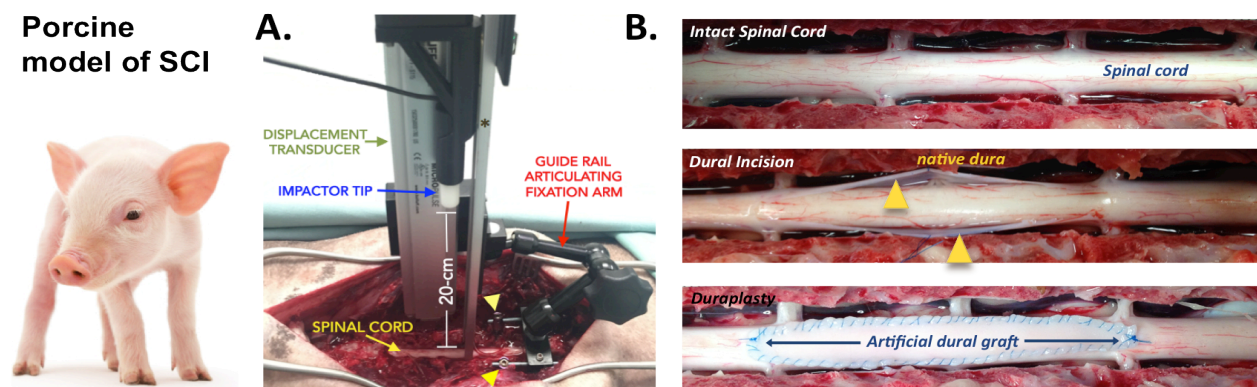 Porcine
model of SCI
A.
DISPLACEMENT
TRANSDUCER
IMPACTOR TIP
GUIDE RAIL
ARTICULATING
FIXATION ARM
20-cm
SPINAL CORD
*
B.
Intact Spinal Cord
Spinal cord
Dural Incision
native dura
Duraplasty
Artificial dural graft